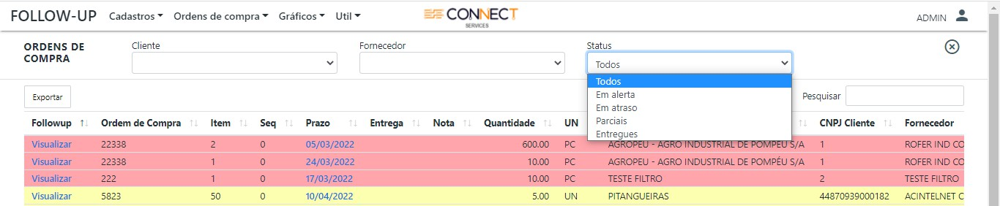 FOLLOW-UP Cadastros Ordens de compra Gráficos Util CONNECT SERVICES ADMIN
ORDENS DE COMPRA
Cliente Fornecedor Status
Todos
Todos
Em alerta
Em atraso
Parciais
Entregues
Exportar Pesquisar
Followup Ordem de Compra Item Seq Prazo Entrega Nota Quantidade UN CNPJ Cliente Fornecedor
Visualizar 22338 2 0 05/03/2022 600.00 PC AGROPEU - AGRO INDUSTRIAL DE POMPÉU S/A 1 ROFER IND CO
Visualizar 22338 1 0 24/03/2022 10.00 PC AGROPEU - AGRO INDUSTRIAL DE POMPÉU S/A 1 ROFER IND CO
Visualizar 222 1 0 17/03/2022 10.00 PC TESTE FILTRO 2 TESTE FILTRO
Visualizar 5823 50 0 10/04/2022 5.00 UN PITANGUEIRAS 44870939000182 ACINTELNET C